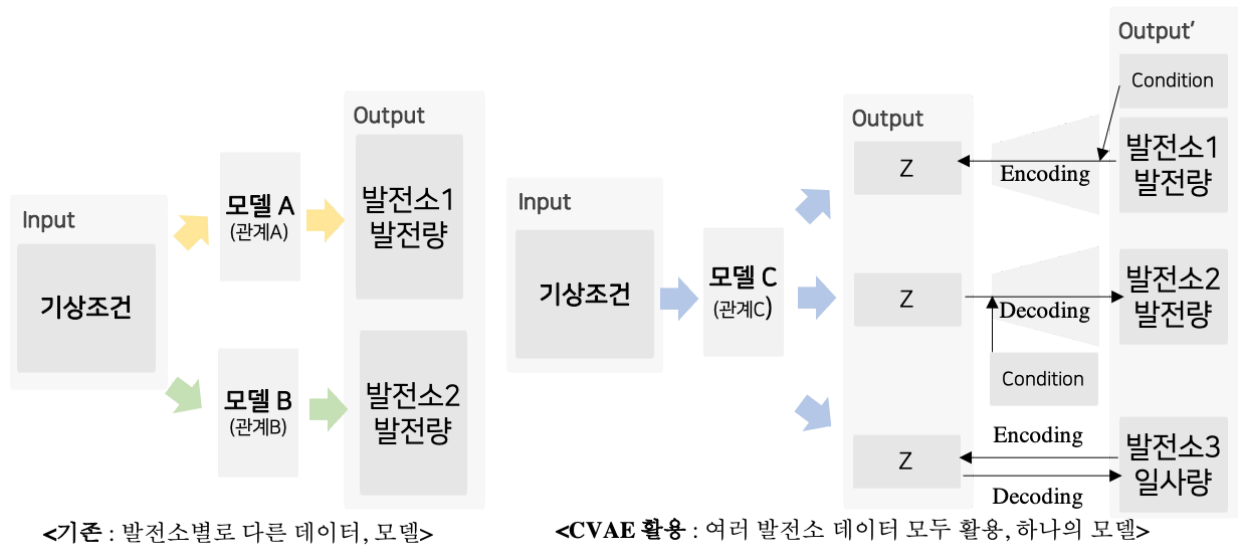 Input
기상조건
모델 A
(관계A)
모델 B
(관계B)
Output
발전소1
발전량
발전소2
발전량
<기존 : 발전소별로 다른 데이터, 모델>
Input
기상조건
모델 C
(관계C)
Output
Z
Z
Z
Encoding
Decoding
Condition
Encoding
Decoding
Output’
Condition
발전소1
발전량
발전소2
발전량
발전소3
일사량
<CVAE 활용 : 여러 발전소 데이터 모두 활용, 하나의 모델>